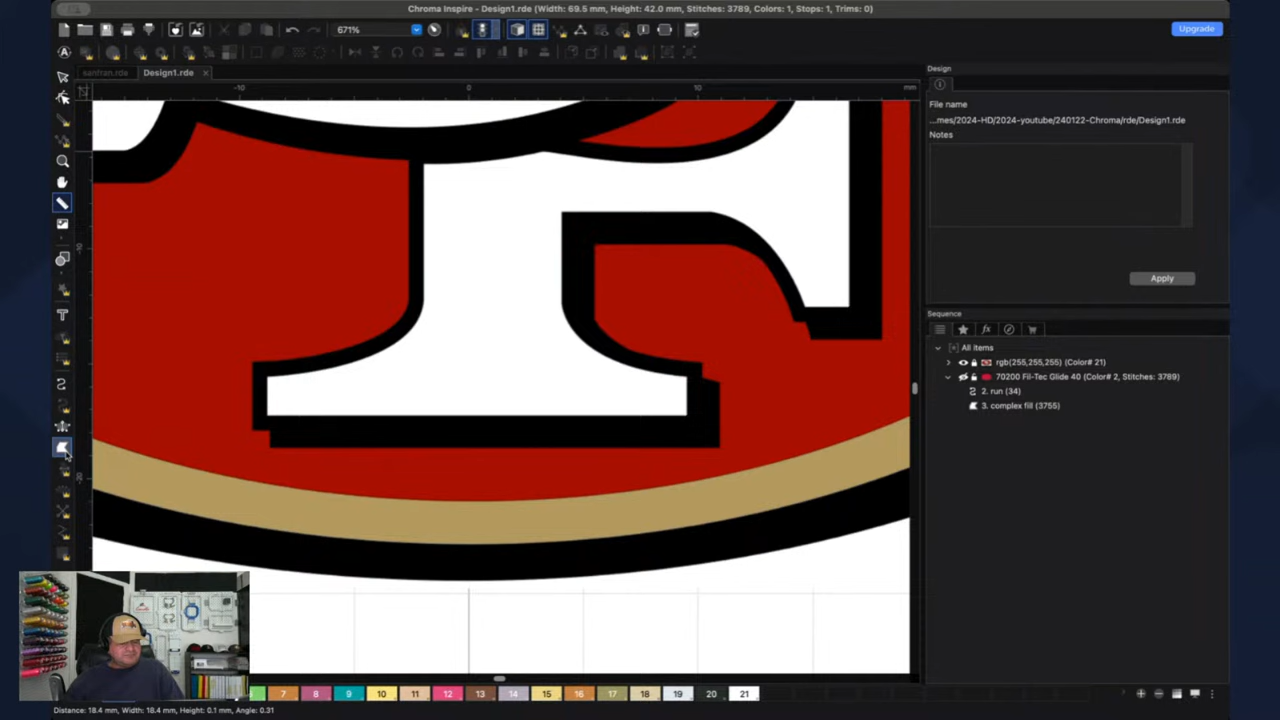 Chroma Inspire - Design1.rde (Width: 69.5 mm, Height: 42.0 mm, Stitches: 3789, Colors: 1, Stops: 1, Trims: 0)
671%
Upgrade
sanfran.rde
Design1.rde
Design
-10
0
10
mm
File name
...mes/2024-HD/2024-youtube/240122-Chroma/rde/Design1.rde
Notes
Apply
Sequence
All items
rgb(255,255,255) (Color# 21)
70200 Fil-Tec Glide 40 (Color# 2, Stitches: 3789)
2. run (34)
3. complex fill (3755)
-10
-20
7 8 9 10 11 12 13 14 15 16 17 18 19 20 21
Distance: 18.4 mm, Width: 18.4 mm, Height: 0.1 mm, Angle: 0.31